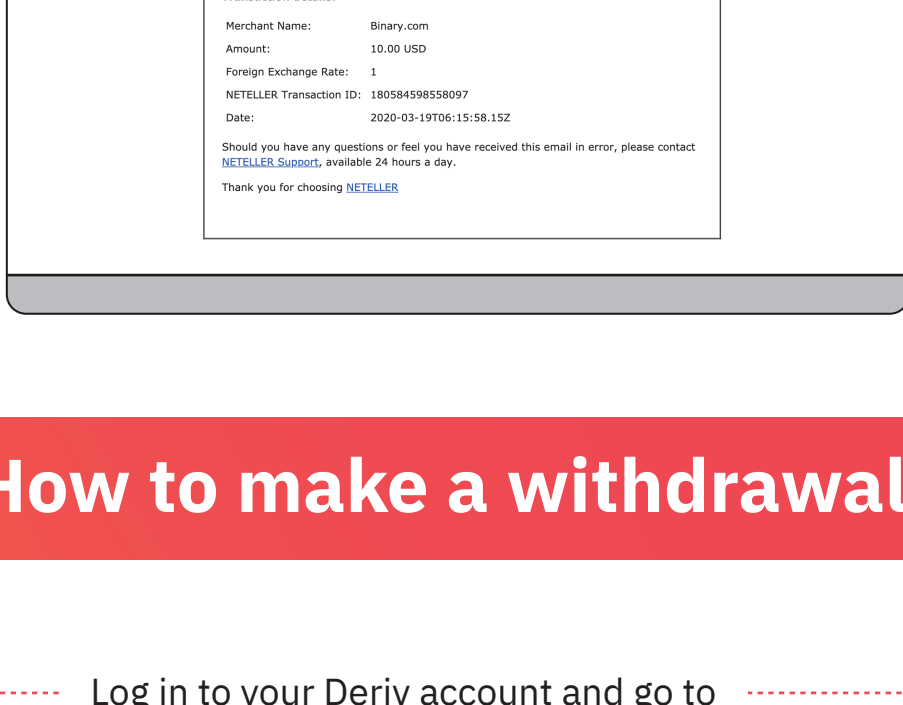 Merchant Name: Binary.com
Amount: 10.00 USD
Foreign Exchange Rate: 1
NETELLER Transaction ID: 180584598558097
Date: 2020-03-19T06:15:58.15Z
Should you have any questions or feel you have received this email in error, please contact
NETELLER Support, available 24 hours a day.
Thank you for choosing NETELLER
How to make a withdrawal
Log in to your Deriv account and go to